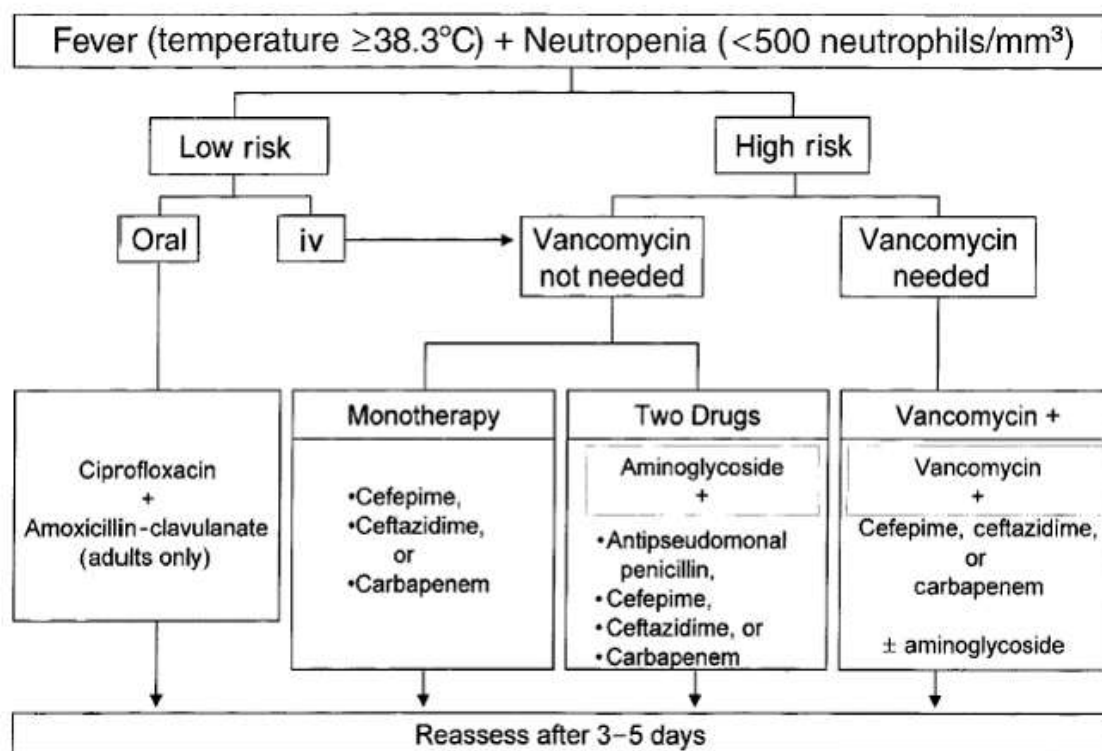 Fever (temperature ≥38.3°C) + Neutropenia (<500 neutrophils/mm³)
Low risk
High risk
Oral
iv
Vancomycin
not needed
Vancomycin
needed
Ciprofloxacin
+
Amoxicillin-clavulanate
(adults only)
Monotherapy
•Cefepime,
•Ceftazidime,
or
•Carbapenem
Two Drugs
Aminoglycoside
+
•Antipseudomonal
penicillin,
•Cefepime,
•Ceftazidime, or
•Carbapenem
Vancomycin +
Vancomycin
+
Cefepime, ceftazidime,
or
carbapenem
± aminoglycoside
Reassess after 3–5 days